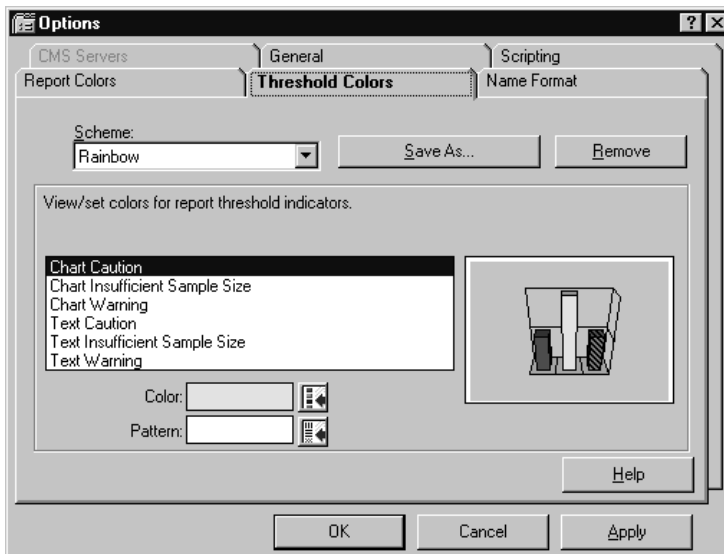 Options
CMS Servers General Scripting
Report Colors Threshold Colors Name Format
Scheme:
Rainbow Save As... Remove
View/set colors for report threshold indicators.
Chart Caution
Chart Insufficient Sample Size
Chart Warning
Text Caution
Text Insufficient Sample Size
Text Warning
Color:
Pattern:
Help
OK Cancel Apply